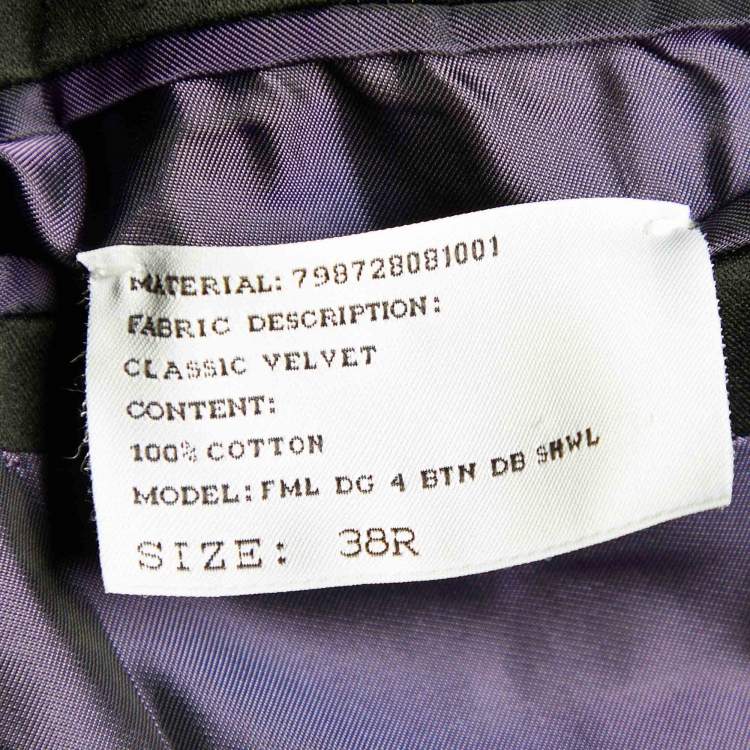 MATERIAL: 798728081001
FABRIC DESCRIPTION:
CLASSIC VELVET
CONTENT:
100% COTTON
MODEL: FML DG 4 BTN DB SHWL
SIZE: 38R